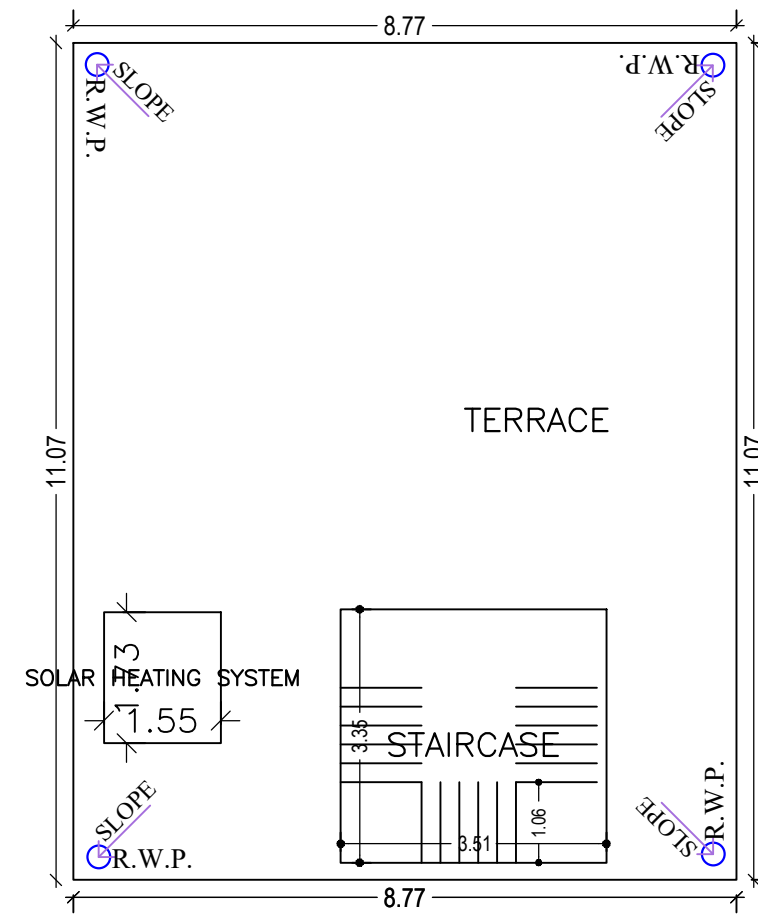 8.77
SLOPE
R.W.P.
R.W.P.
SLOPE
TERRACE
11.07
11.07
1.73
SOLAR HEATING SYSTEM
1.55
3.35
STAIRCASE
1.06
3.51
SLOPE
R.W.P.
SLOPE
R.W.P.
8.77